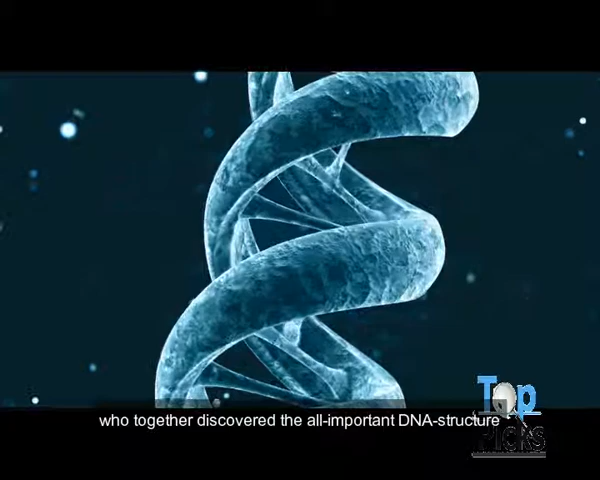 who together discovered the all-important DNA-structure
Top
PICKS